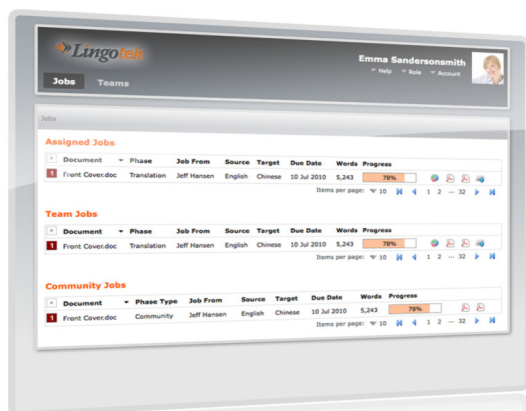 Lingotek
Emma Sandersonsmith
Help Role Account
Jobs Teams
Jobs
Assigned Jobs
Document Phase Job From Source Target Due Date Words Progress
1 Front Cover.doc Translation Jeff Hansen English Chinese 10 Jul 2010 5,243 78%
Items per page: 10 1 2 ... 32
Team Jobs
Document Phase Job From Source Target Due Date Words Progress
1 Front Cover.doc Translation Jeff Hansen English Chinese 10 Jul 2010 5,243 78%
Items per page: 10 1 2 ... 32
Community Jobs
Document Phase Type Job From Source Target Due Date Words Progress
1 Front Cover.doc Community Jeff Hansen English Chinese 10 Jul 2010 5,243 78%
Items per page: 10 1 2 ... 32